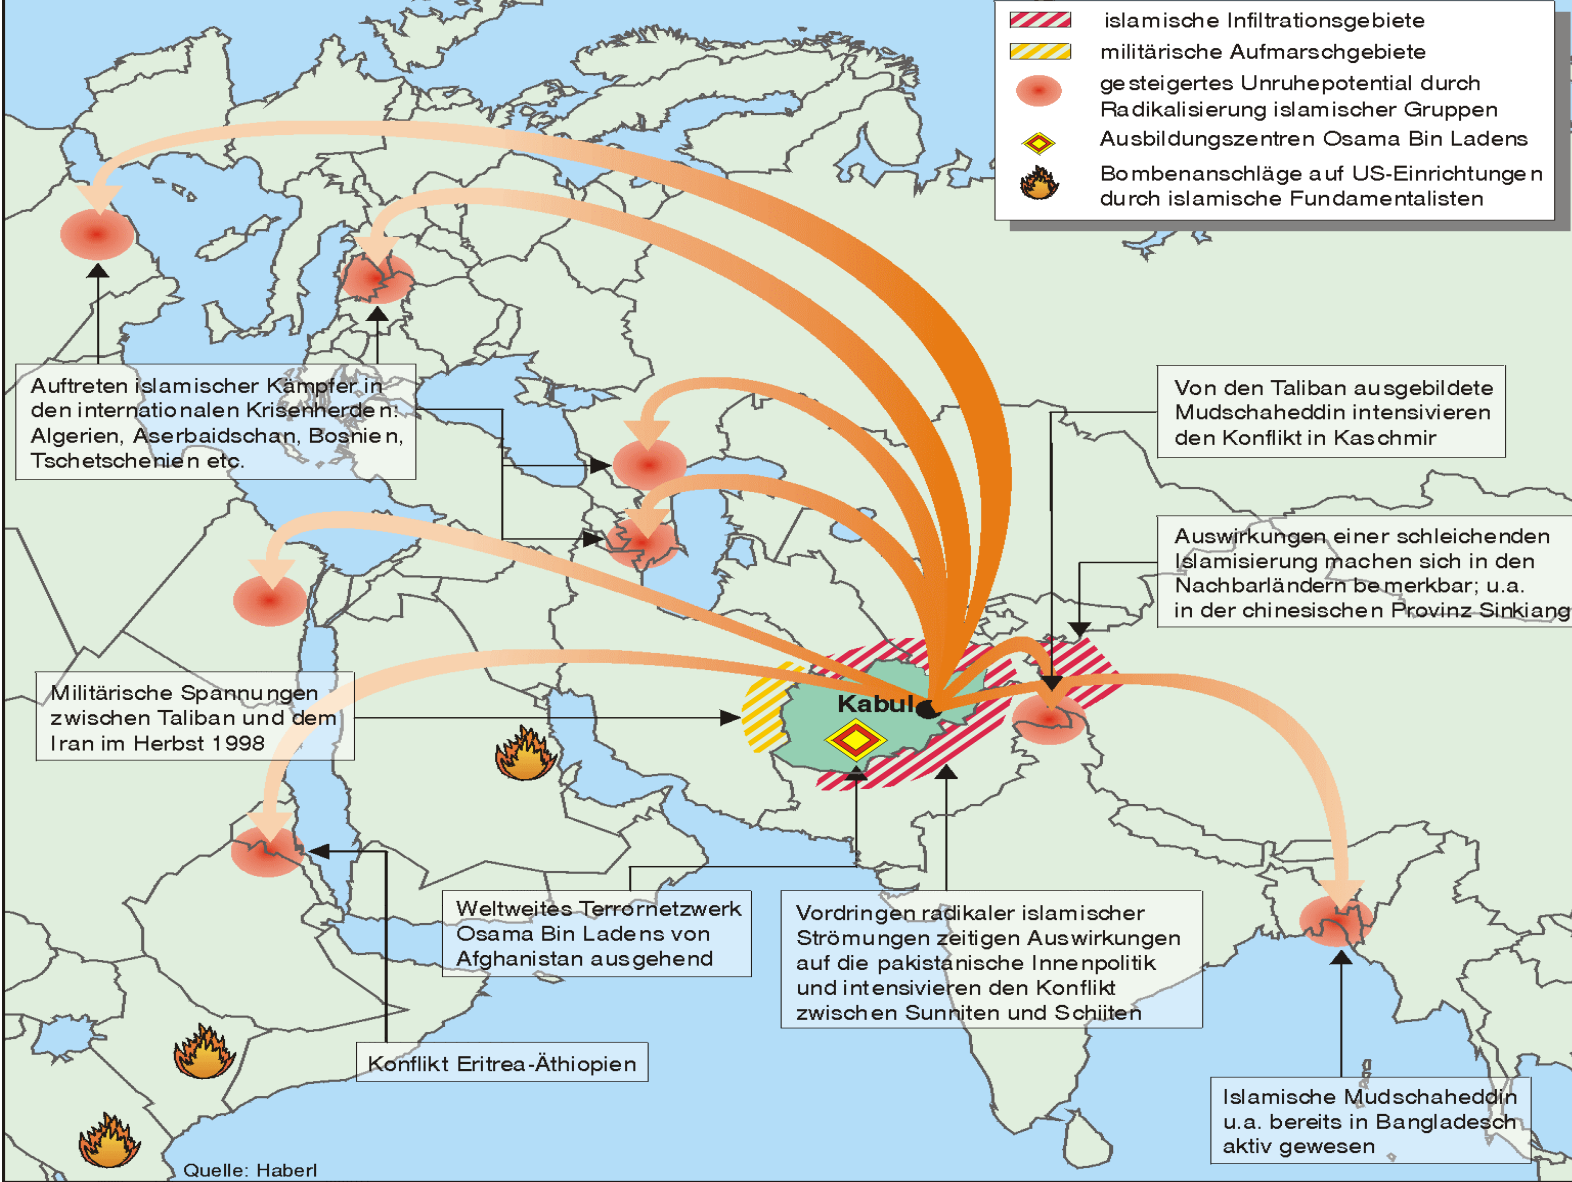 islamische Infiltrationsgebiete
militärische Aufmarschgebiete
gesteigertes Unruhepotential durch
Radikalisierung islamischer Gruppen
Ausbildungszentren Osama Bin Ladens
Bombenanschläge auf US-Einrichtungen
durch islamische Fundamentalisten
Auftreten islamischer Kämpfer in
den internationalen Krisenherden:
Algerien, Aserbaidschan, Bosnien,
Tschetschenien etc.
Von den Taliban ausgebildete
Mudschaheddin intensivieren
den Konflikt in Kaschmir
Auswirkungen einer schleichenden
Islamisierung machen sich in den
Nachbarländern bemerkbar; u.a.
in der chinesischen Provinz Sinkiang
Militärische Spannungen
zwischen Taliban und dem
Iran im Herbst 1998
Kabul
Weltweites Terrornetzwerk
Osama Bin Ladens von
Afghanistan ausgehend
Vordringen radikaler islamischer
Strömungen zeitigen Auswirkungen
auf die pakistanische Innenpolitik
und intensivieren den Konflikt
zwischen Sunniten und Schiiten
Konflikt Eritrea-Äthiopien
Islamische Mudschaheddin
u.a. bereits in Bangladesch
aktiv gewesen
Quelle: Haberl